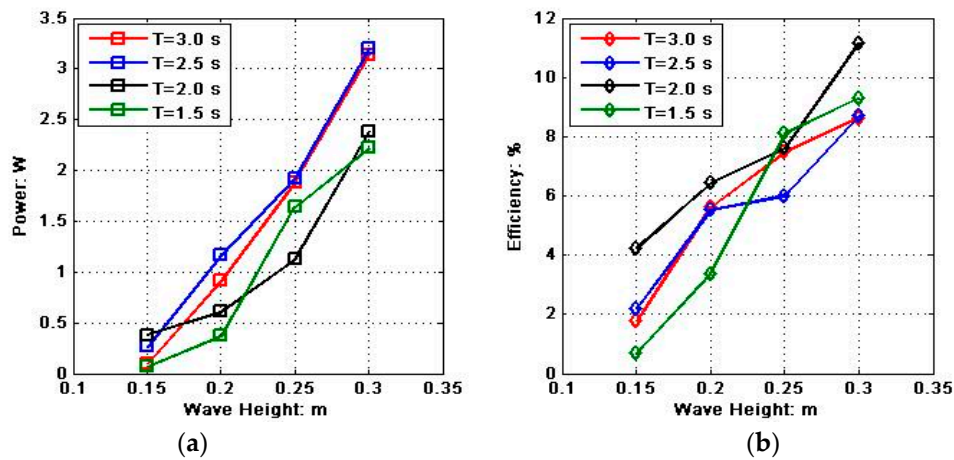 3.5
3
2.5
2
1.5
1
0.5
0
Power: W
T=3.0 s
T=2.5 s
T=2.0 s
T=1.5 s
0.1 0.15 0.2 0.25 0.3 0.35
Wave Height: m
(a)
12
10
8
6
4
2
0
Efficiency: %
T=3.0 s
T=2.5 s
T=2.0 s
T=1.5 s
0.1 0.15 0.2 0.25 0.3 0.35
Wave Height: m
(b)